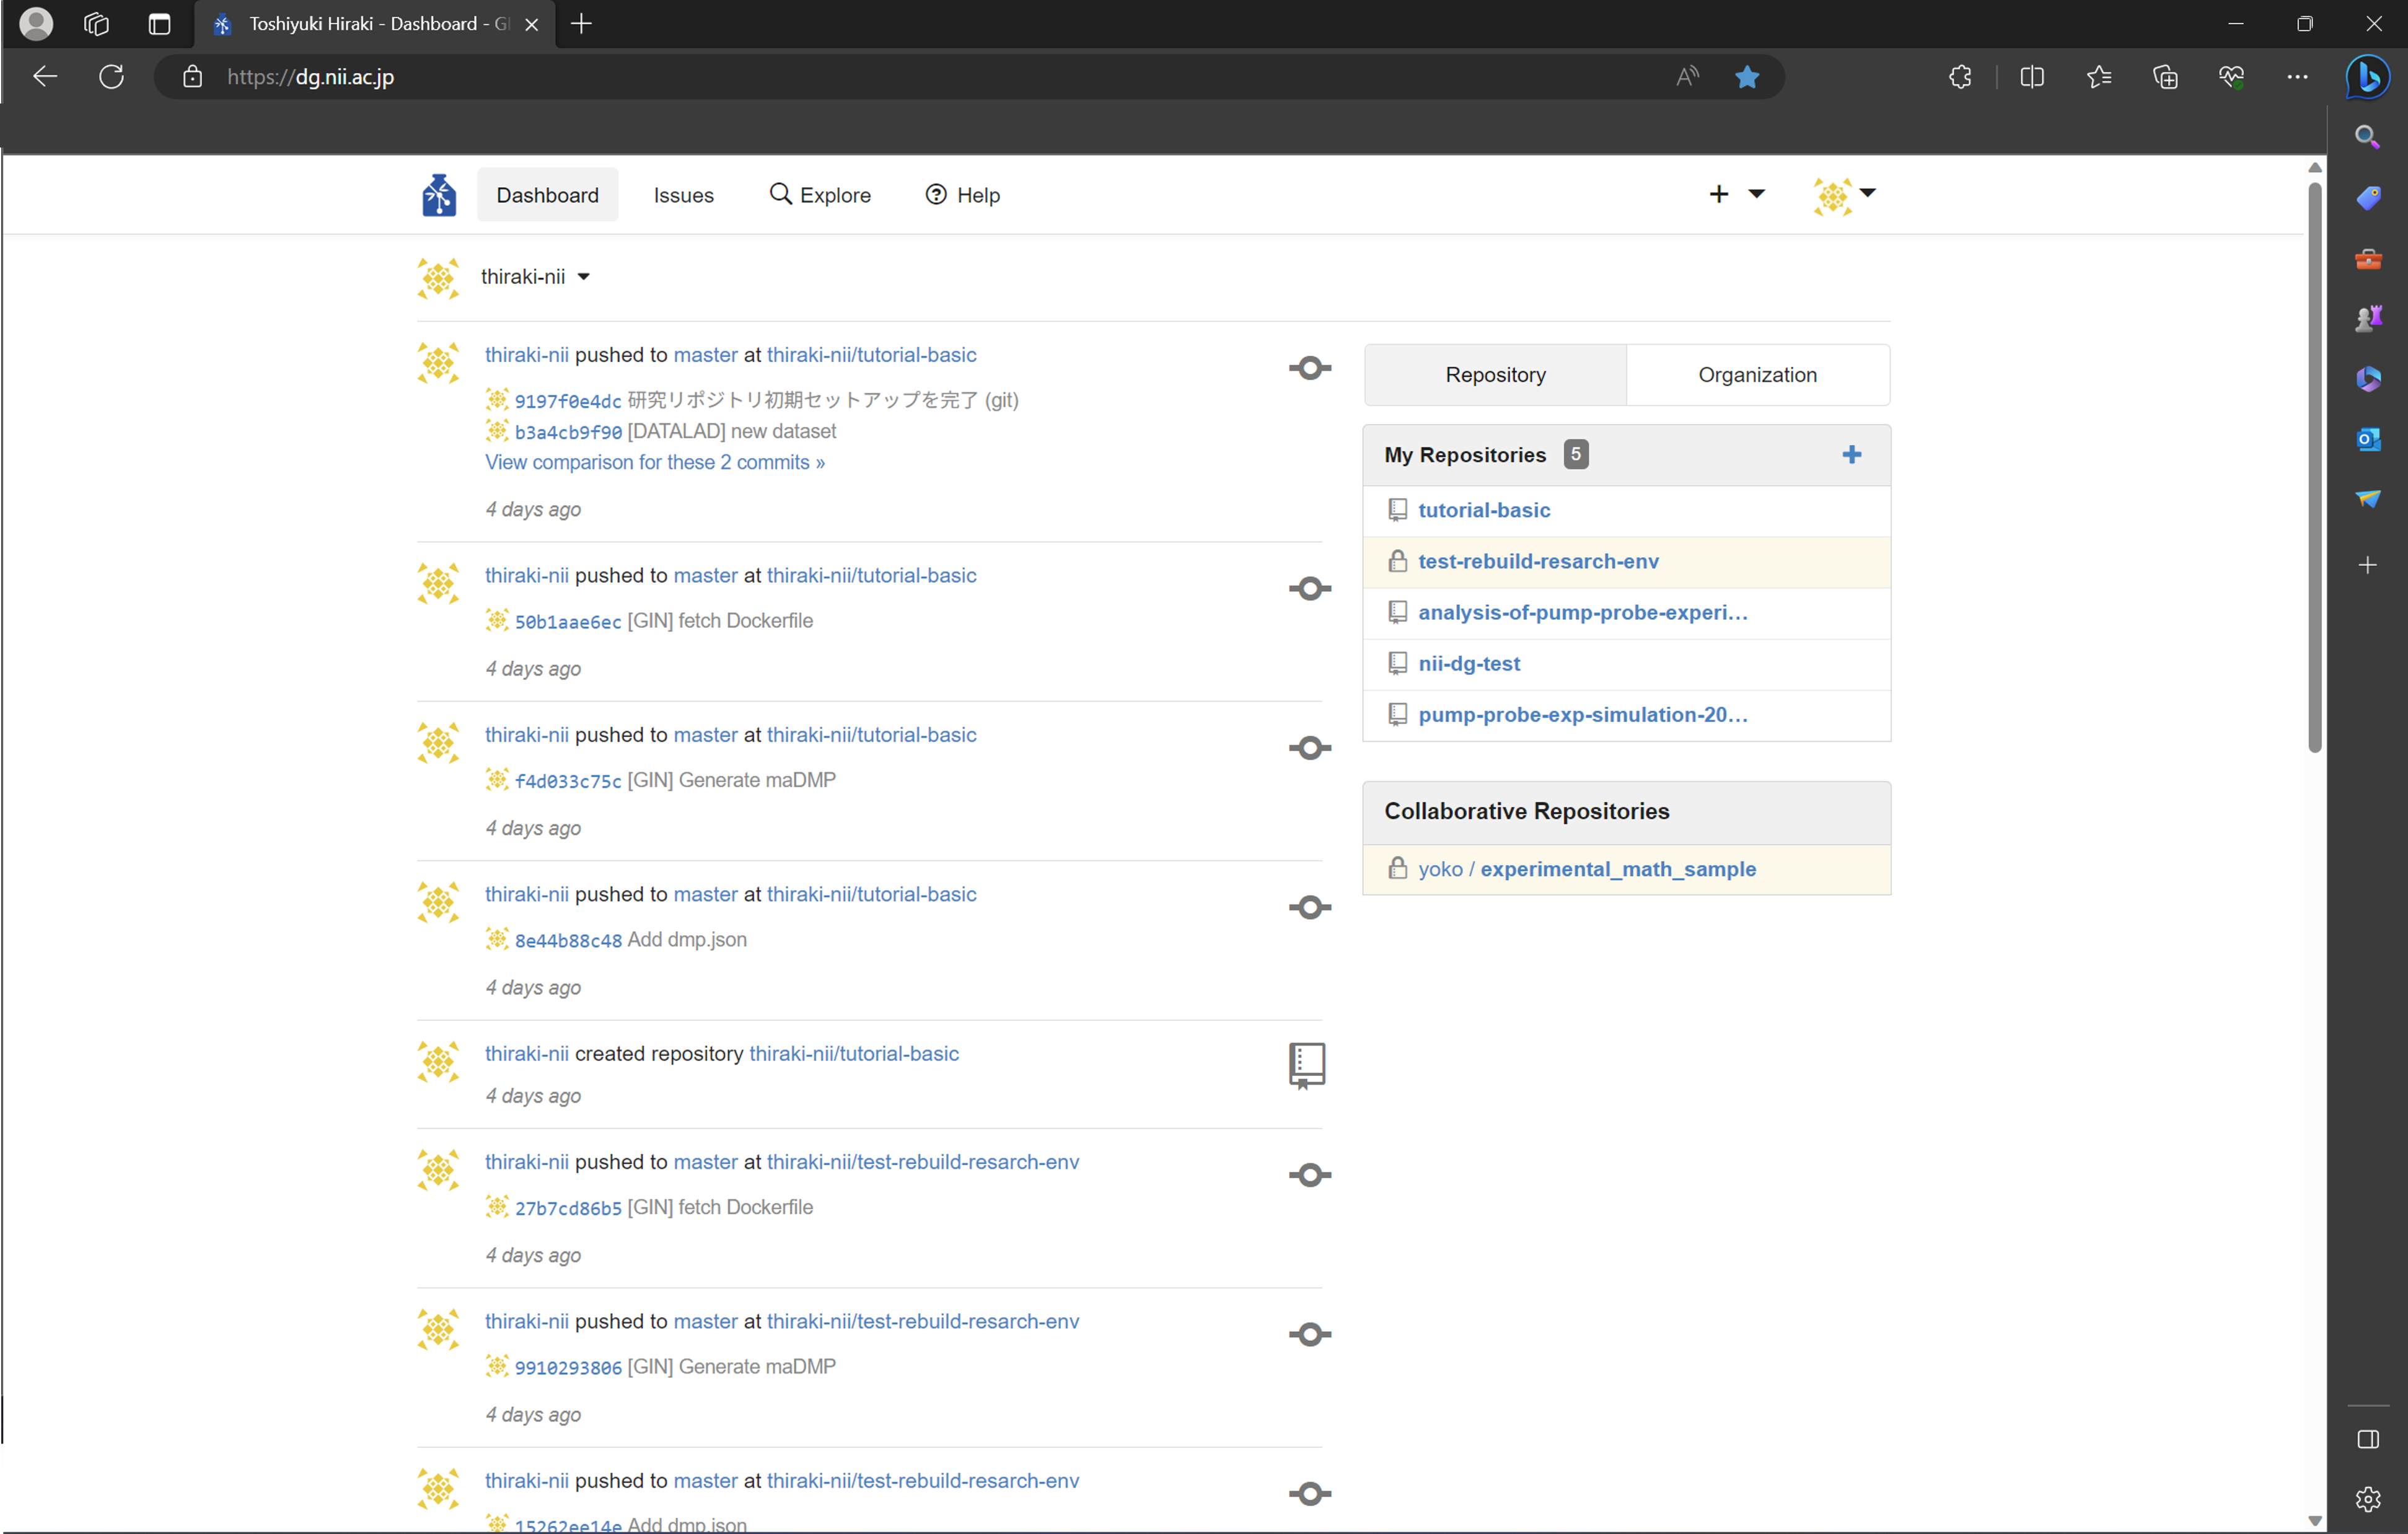 Toshiyuki Hiraki - Dashboard - G
https://dg.nii.ac.jp
Dashboard
Issues
Explore
Help
thiraki-nii
thiraki-nii pushed to master at thiraki-nii/tutorial-basic
9197f0e4dc 研究リポジトリ初期セットアップを完了 (git)
b3a4cb9f90 [DATALAD] new dataset
View comparison for these 2 commits »
4 days ago
thiraki-nii pushed to master at thiraki-nii/tutorial-basic
50b1aae6ec [GIN] fetch Dockerfile
4 days ago
thiraki-nii pushed to master at thiraki-nii/tutorial-basic
f4d033c75c [GIN] Generate maDMP
4 days ago
thiraki-nii pushed to master at thiraki-nii/tutorial-basic
8e44b88c48 Add dmp.json
4 days ago
thiraki-nii created repository thiraki-nii/tutorial-basic
4 days ago
thiraki-nii pushed to master at thiraki-nii/test-rebuild-resarch-env
27b7cd86b5 [GIN] fetch Dockerfile
4 days ago
thiraki-nii pushed to master at thiraki-nii/test-rebuild-resarch-env
9910293806 [GIN] Generate maDMP
4 days ago
thiraki-nii pushed to master at thiraki-nii/test-rebuild-resarch-env
15262ee14e Add dmp.json
Repository
Organization
My Repositories 5
tutorial-basic
test-rebuild-resarch-env
analysis-of-pump-probe-experi...
nii-dg-test
pump-probe-exp-simulation-20...
Collaborative Repositories
yoko / experimental_math_sample